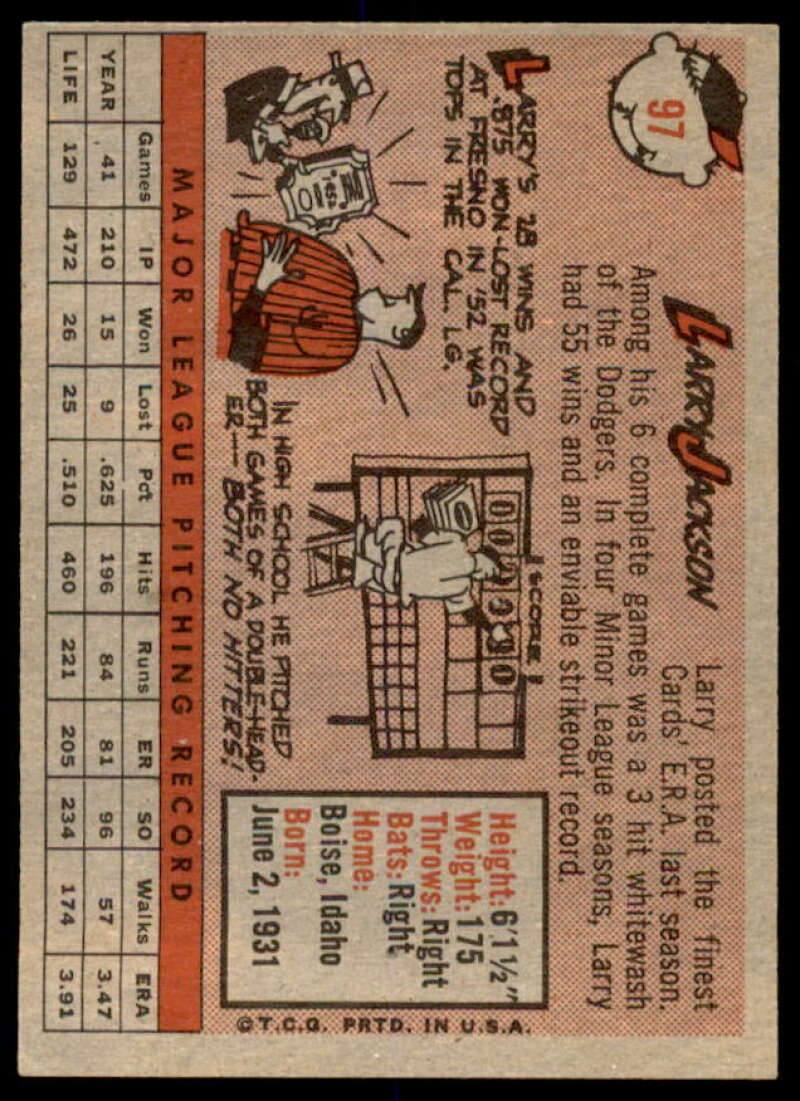 97
LARRY JACKSON
Larry posted the finest
Cards' E.R.A. last season.
Among his 6 complete games was a 3 hit whitewash
of the Dodgers. In four Minor League seasons, Larry
had 55 wins and an enviable strikeout record.
LARRY'S 28 WINS AND
.875 WON-LOST RECORD
AT FRESNO IN '52 WAS
TOPS IN THE CAL. LG.
SCORE
000000
IN HIGH SCHOOL HE PITCHED
BOTH GAMES OF A DOUBLE-HEAD-
ER—BOTH NO HITTERS!
Height: 6'1½"
Weight: 175
Throws: Right
Bats: Right
Home:
Boise, Idaho
Born:
June 2, 1931
©T.C.G. PRTD. IN U.S.A.
MAJOR LEAGUE PITCHING RECORD
Games IP Won Lost Pct Hits Runs ER SO Walks ERA
YEAR 41 210 15 9 .625 196 84 81 96 57 3.47
LIFE 129 472 26 25 .510 460 221 205 234 174 3.91